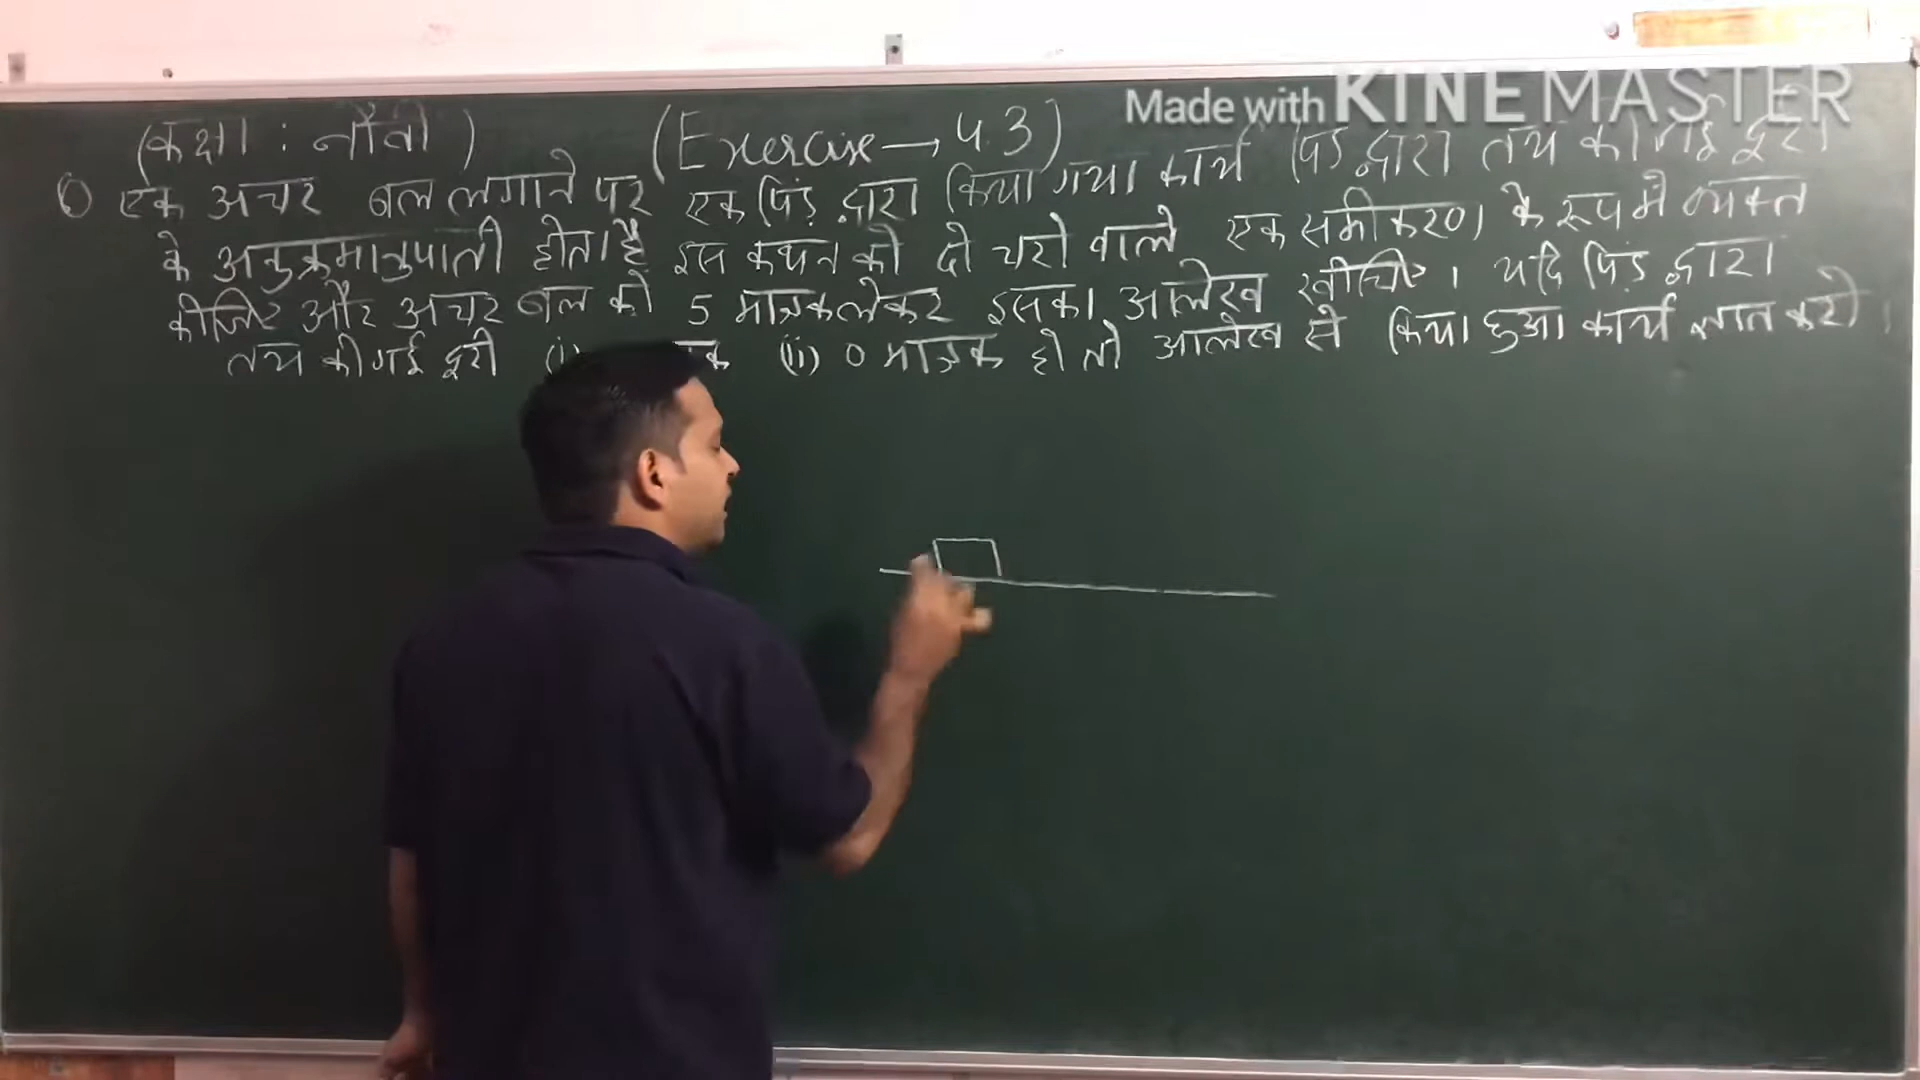 Made with KINEMASTER
(कक्षा : नौवीं) (Exercise → 4.3)
6 एक अचर बल लगाने पर एक पिंड द्वारा किया गया कार्य पिंड द्वारा तय की गई दूरी
के अनुक्रमानुपाती होता है इस कथन को दो चरो वाले एक समीकरण के रूप में व्यक्त
कीजिए और अचर बल को 5 मात्रक लेकर इसका आलेख खींचिए । यदि पिंड द्वारा
तय की गई दूरी (i) (ii) 0 मात्रक हो तो आलेख से किया हुआ कार्य ज्ञात करो ।